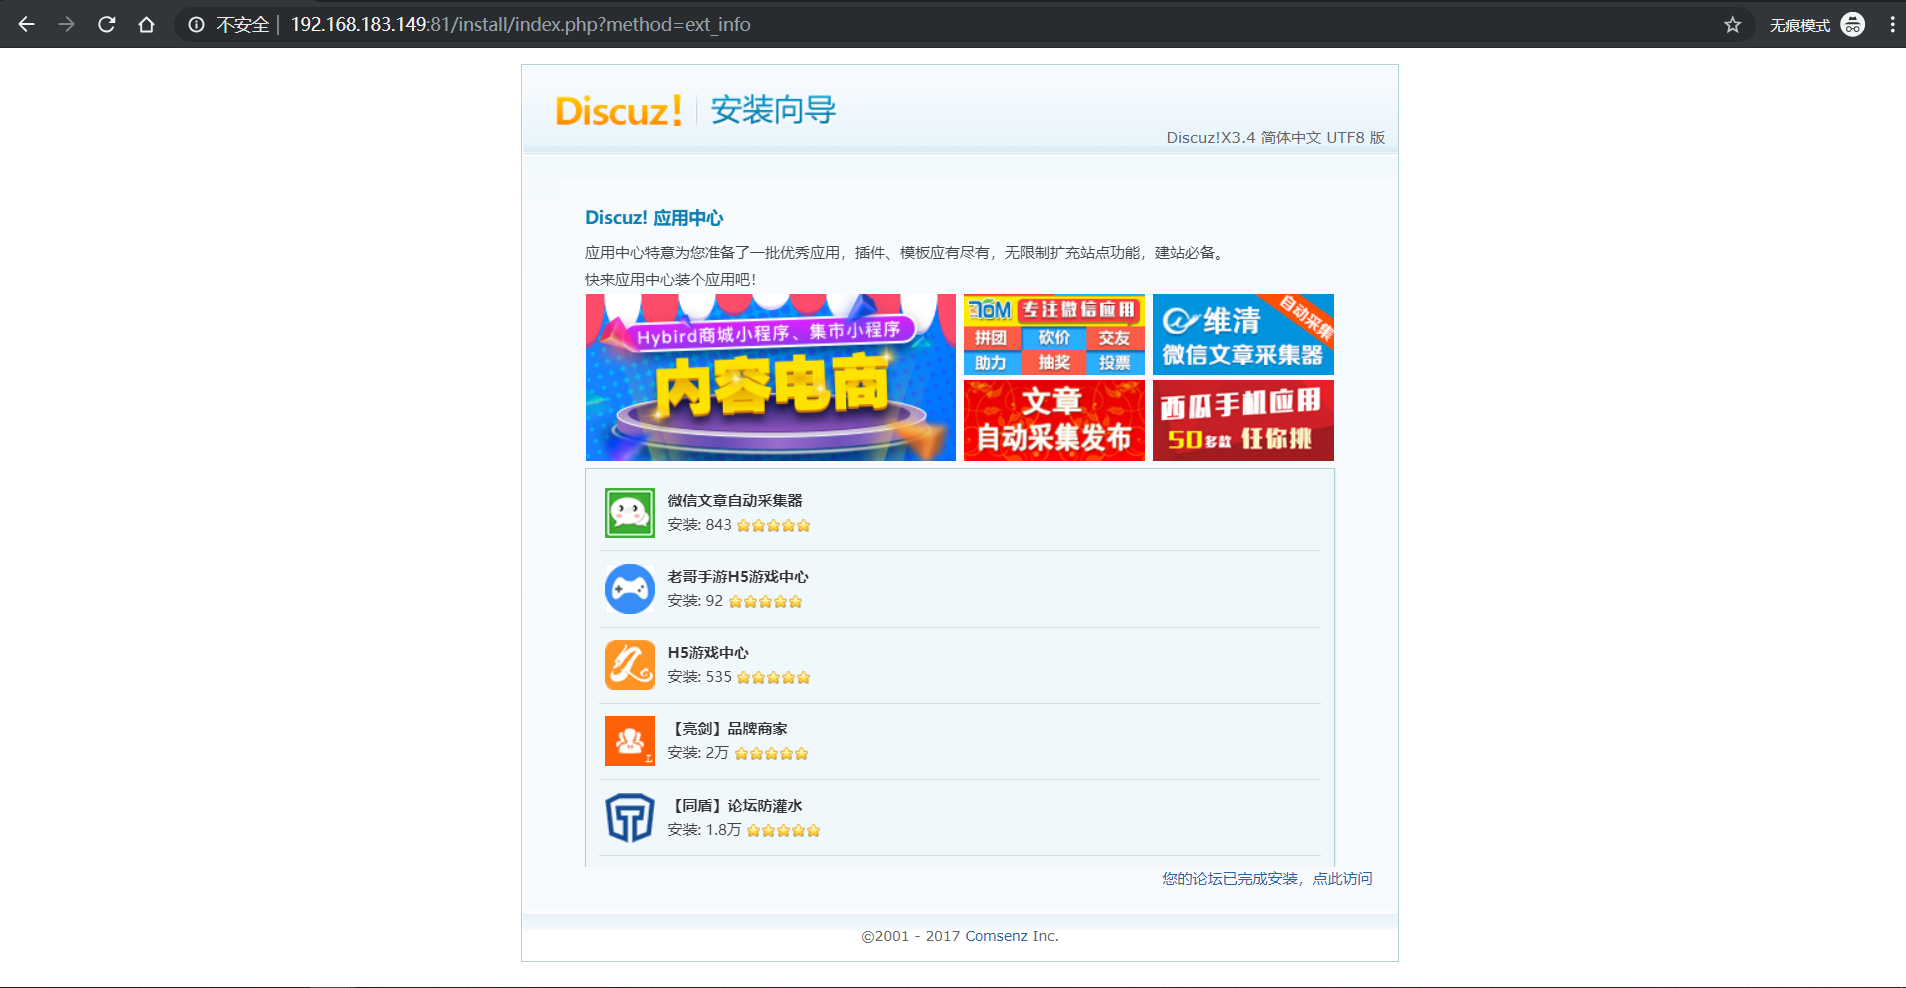 不安全 | 192.168.183.149:81/install/index.php?method=ext_info
无痕模式
Discuz! 安装向导
Discuz!X3.4 简体中文 UTF8 版
Discuz! 应用中心
应用中心特意为您准备了一批优秀应用，插件、模板应有尽有，无限制扩充站点功能，建站必备。
快来应用中心装个应用吧！
Hybird商城小程序、集市小程序
内容电商
专注微信应用
拼团 砍价 交友
助力 抽奖 投票
维清
自动采集
微信文章采集器
文章
自动采集发布
西瓜手机应用
50多款 任你挑
微信文章自动采集器
安装: 843
老哥手游H5游戏中心
安装: 92
H5游戏中心
安装: 535
【亮剑】品牌商家
安装: 2万
【同盾】论坛防灌水
安装: 1.8万
您的论坛已完成安装，点此访问
©2001 - 2017 Comsenz Inc.